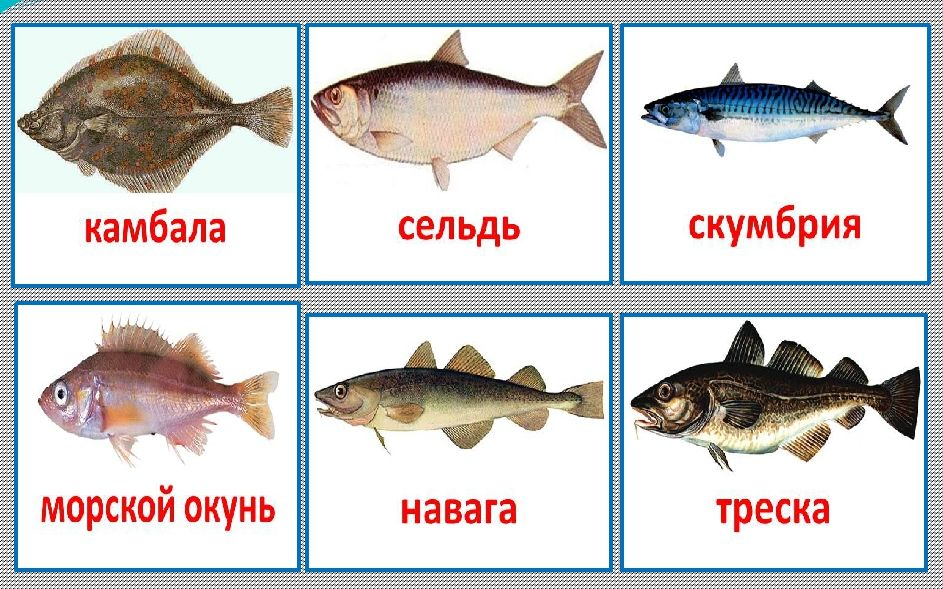 камбала
сельдь
скумбрия
морской окунь
навага
треска